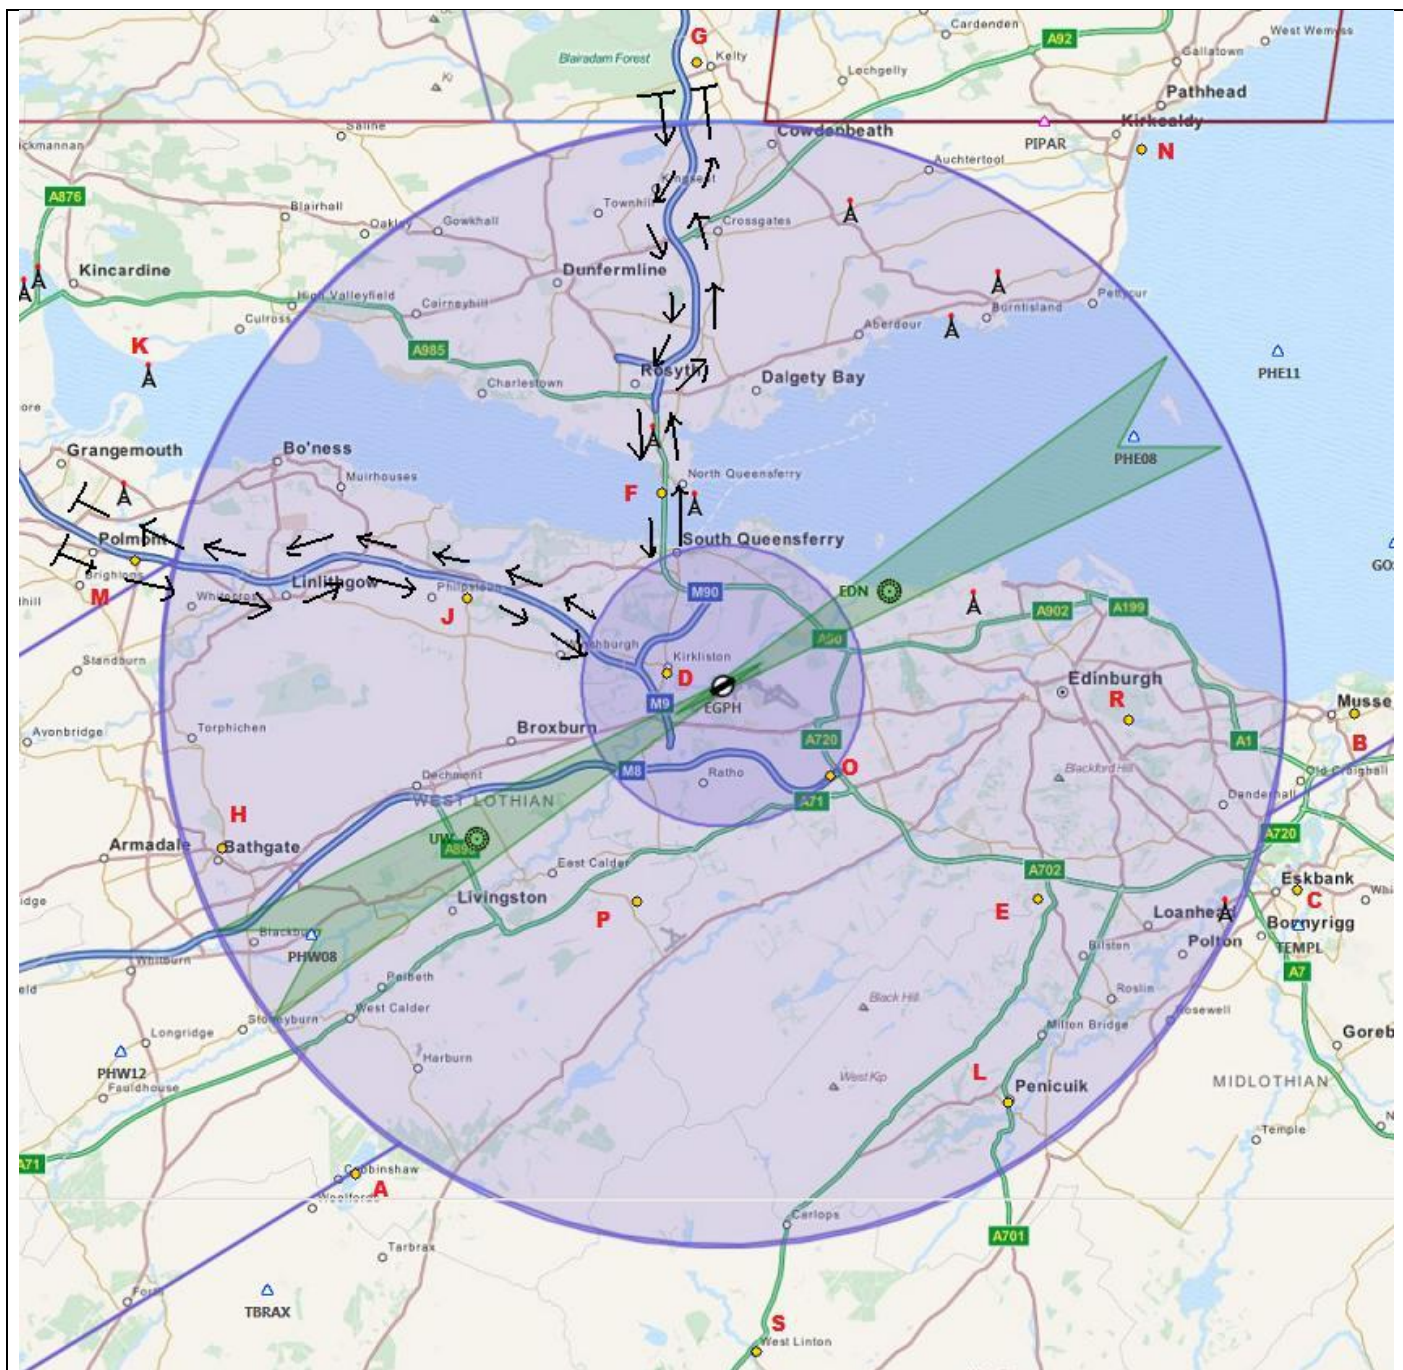 Cardenden
West Wemyss
A92
G
Blairadam Forest
Kelty
Gallatown
Lochgelly
Pathhead
Kirkcaldy
Saline
Cowdenbeath
PIPAR
N
Auchtertool
A876
Kingseat
Townhill
Blairhall
Oakley
Gowkhall
Crossgates
Kincardine
Dunfermline
High Valleyfield
Cairneyhill
Burntisland
Pettycur
Culross
Aberdour
K
A985
Rosyth
Dalgety Bay
PHE11
Charlestown
Grangemouth
Bo'ness
PHE08
Muirhouses
North Queensferry
F
Polmont
South Queensferry
M
Linlithgow
Philpstoun
M90
EDN
J
A902
A199
A90
Standburn
Kirkliston
D
Edinburgh
EGPH
R
M9
Musse
Torphichen
Broxburn
Avonbridge
A720
A1
B
M8
Ratho
O
Blackford Hill
Old Craighall
Dechmont
WEST LOTHIAN
A71
Danderhall
H
UW
A720
Armadale
Bathgate
East Calder
A702
Eskbank
Livingston
P
E
C
Loanhead
Bonnyrigg
Blackburn
PHW08
Polton
TEMPL
Whitburn
Bilston
A7
Polbeth
Roslin
Black Hill
West Calder
Rosewell
Stoneyburn
Longridge
Milton Bridge
Goreb
PHW12
Harburn
West Kip
L
Penicuik
MIDLOTHIAN
Fauldhouse
Temple
A71
Cobbinshaw
A
Woolfords
Carlops
A701
Tarbrax
Forth
TBRAX
S
West Linton